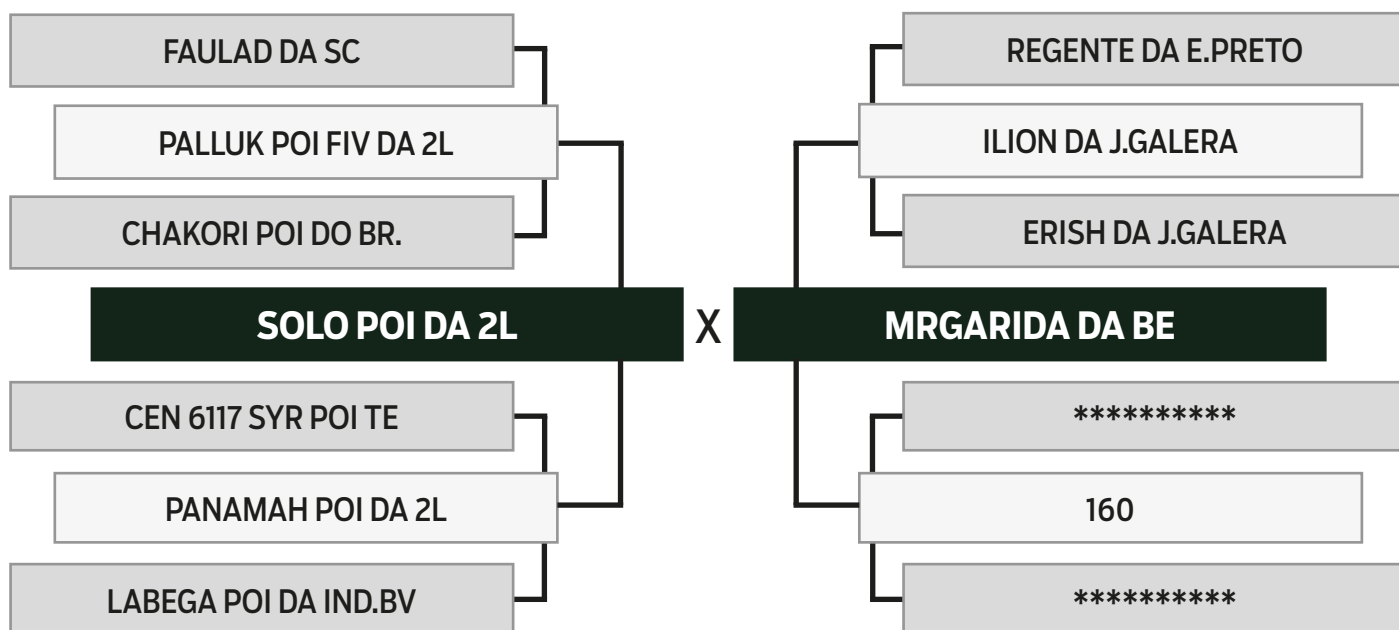 FAULAD DA SC
PALLUK POI FIV DA 2L
CHAKORI POI DO BR.
SOLO POI DA 2L
CEN 6117 SYR POI TE
PANAMAH POI DA 2L
LABEGA POI DA IND.BV
X
REGENTE DA E.PRETO
ILION DA J.GALERA
ERISH DA J.GALERA
MRGARIDA DA BE
**********
160
**********